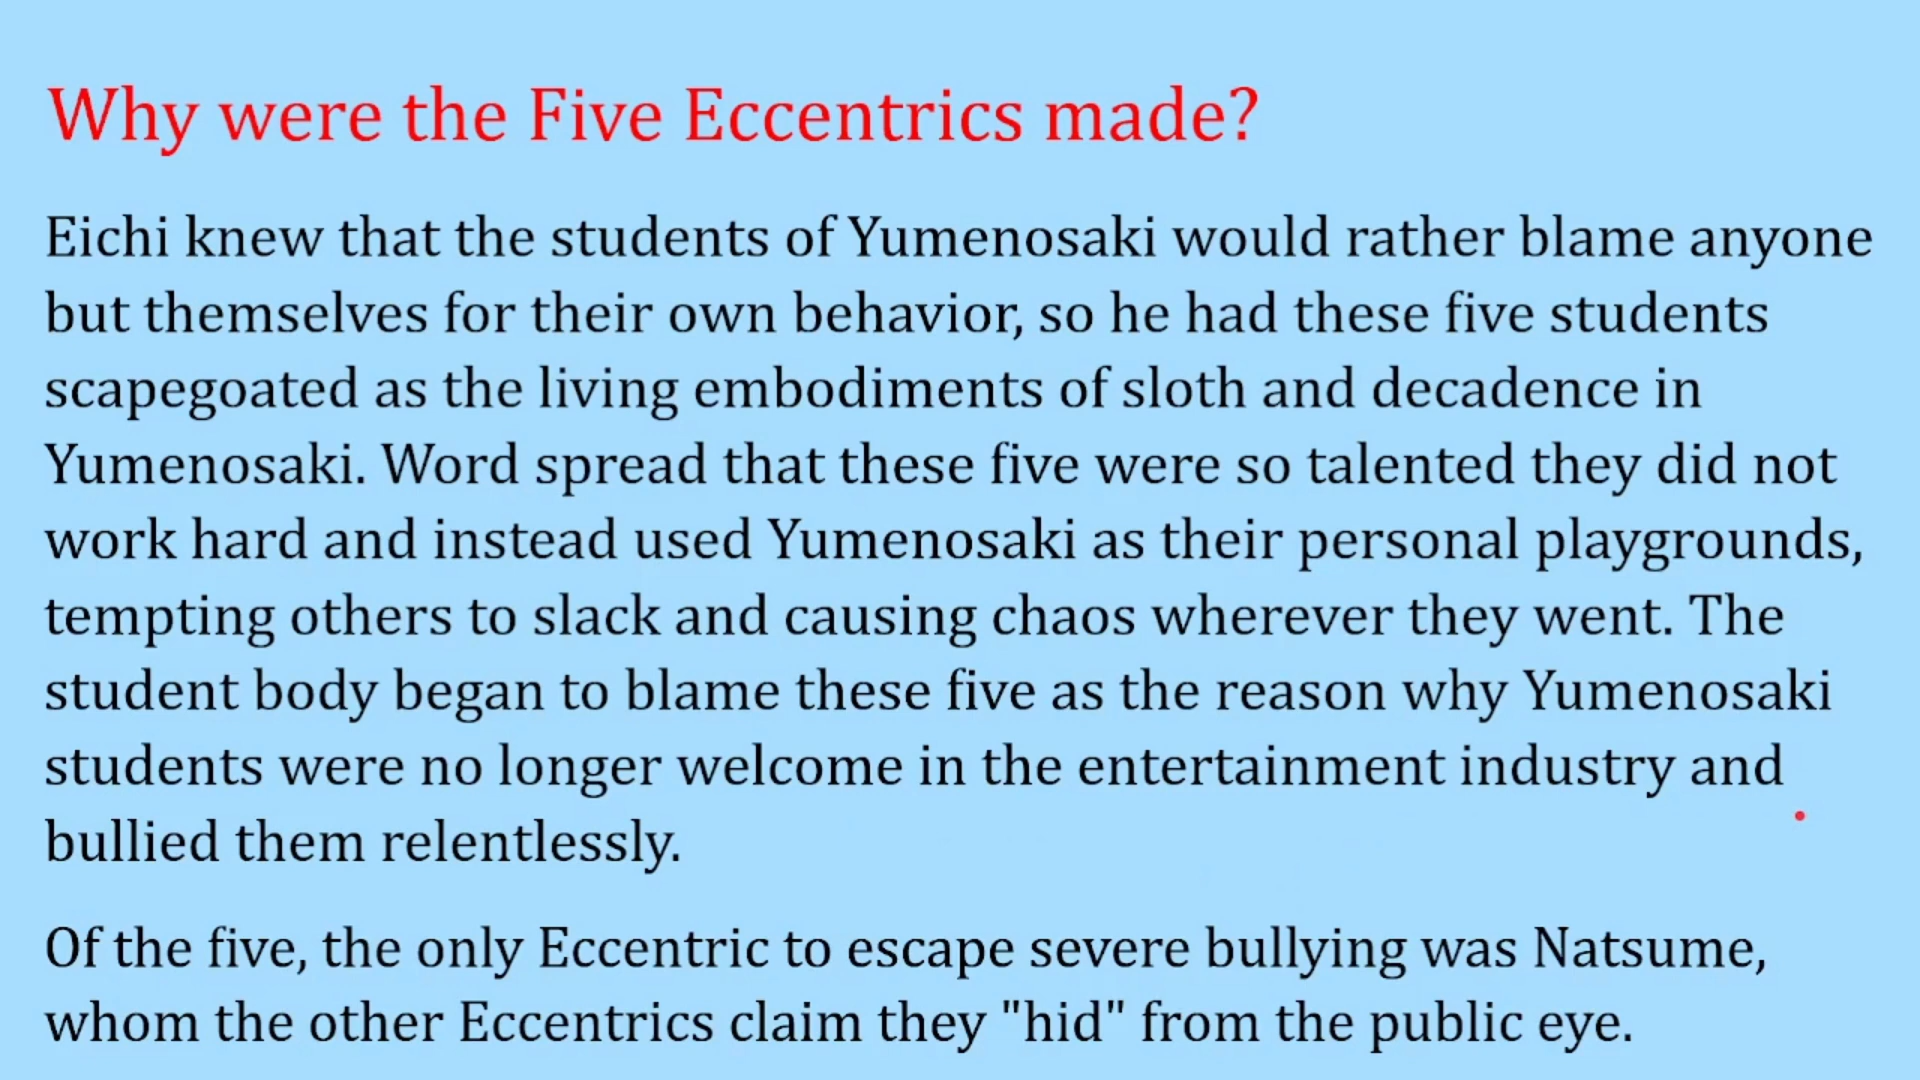 Why were the Five Eccentrics made?
Eichi knew that the students of Yumenosaki would rather blame anyone
but themselves for their own behavior, so he had these five students
scapegoated as the living embodiments of sloth and decadence in
Yumenosaki. Word spread that these five were so talented they did not
work hard and instead used Yumenosaki as their personal playgrounds,
tempting others to slack and causing chaos wherever they went. The
student body began to blame these five as the reason why Yumenosaki
students were no longer welcome in the entertainment industry and
bullied them relentlessly.
Of the five, the only Eccentric to escape severe bullying was Natsume,
whom the other Eccentrics claim they "hid" from the public eye.